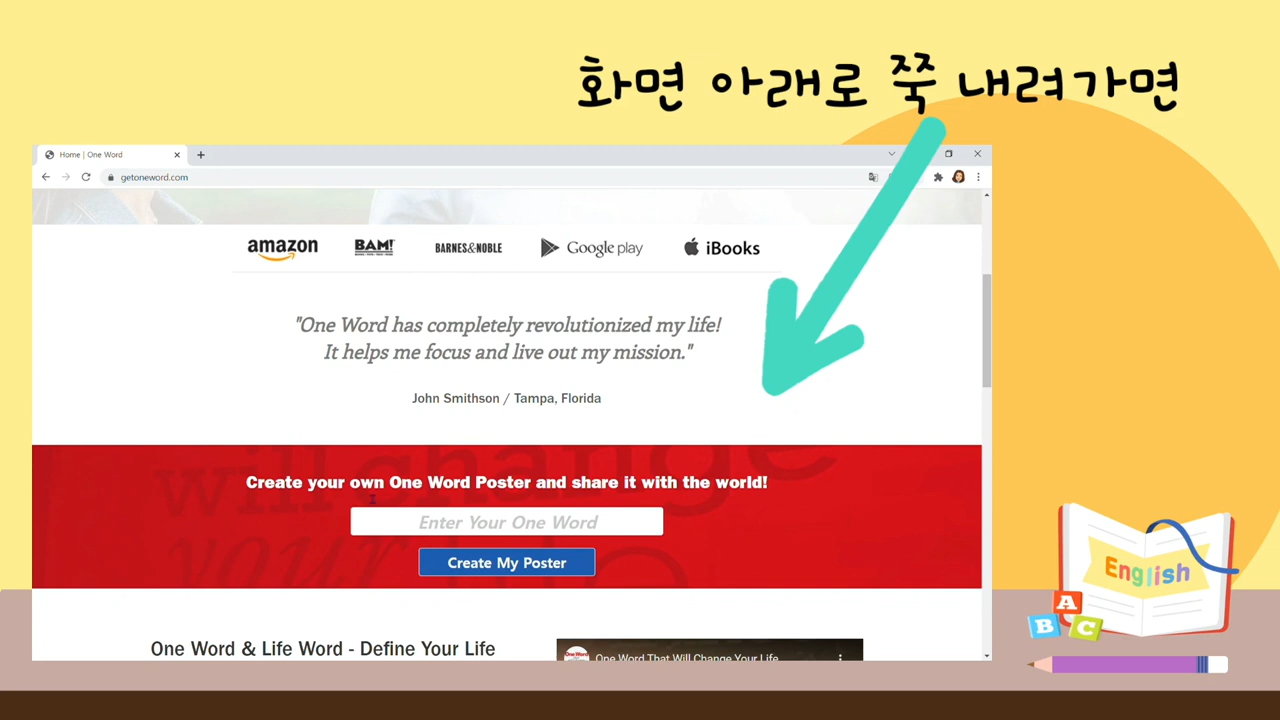 화면 아래로 쭉 내려가면
Home | One Word
getoneword.com
amazon BAM! BARNES&NOBLE Google play iBooks
"One Word has completely revolutionized my life!
It helps me focus and live out my mission."
John Smithson / Tampa, Florida
will change
your life
Create your own One Word Poster and share it with the world!
Enter Your One Word
Create My Poster
One Word & Life Word - Define Your Life
One Word That Will Change Your Life
English
A
B C